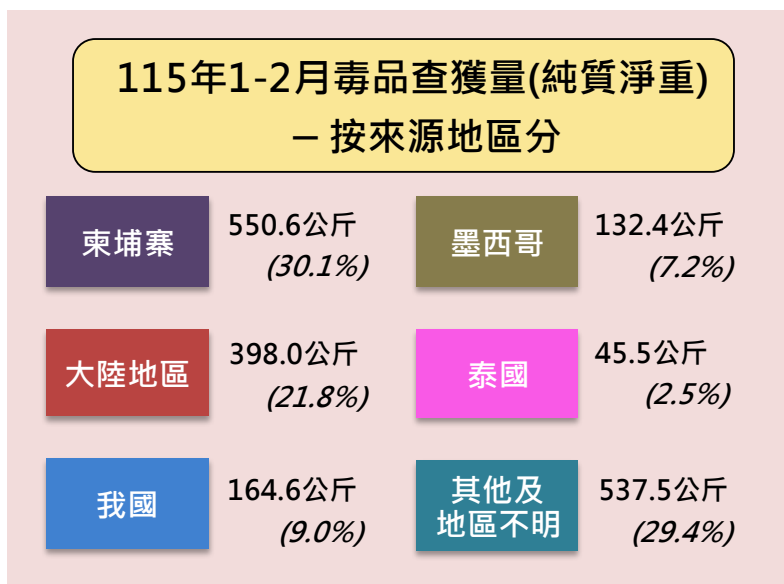 115年1-2月毒品查獲量(純質淨重)
－按來源地區分
柬埔寨
550.6公斤
(30.1%)
墨西哥
132.4公斤
(7.2%)
大陸地區
398.0公斤
(21.8%)
泰國
45.5公斤
(2.5%)
我國
164.6公斤
(9.0%)
其他及
地區不明
537.5公斤
(29.4%)